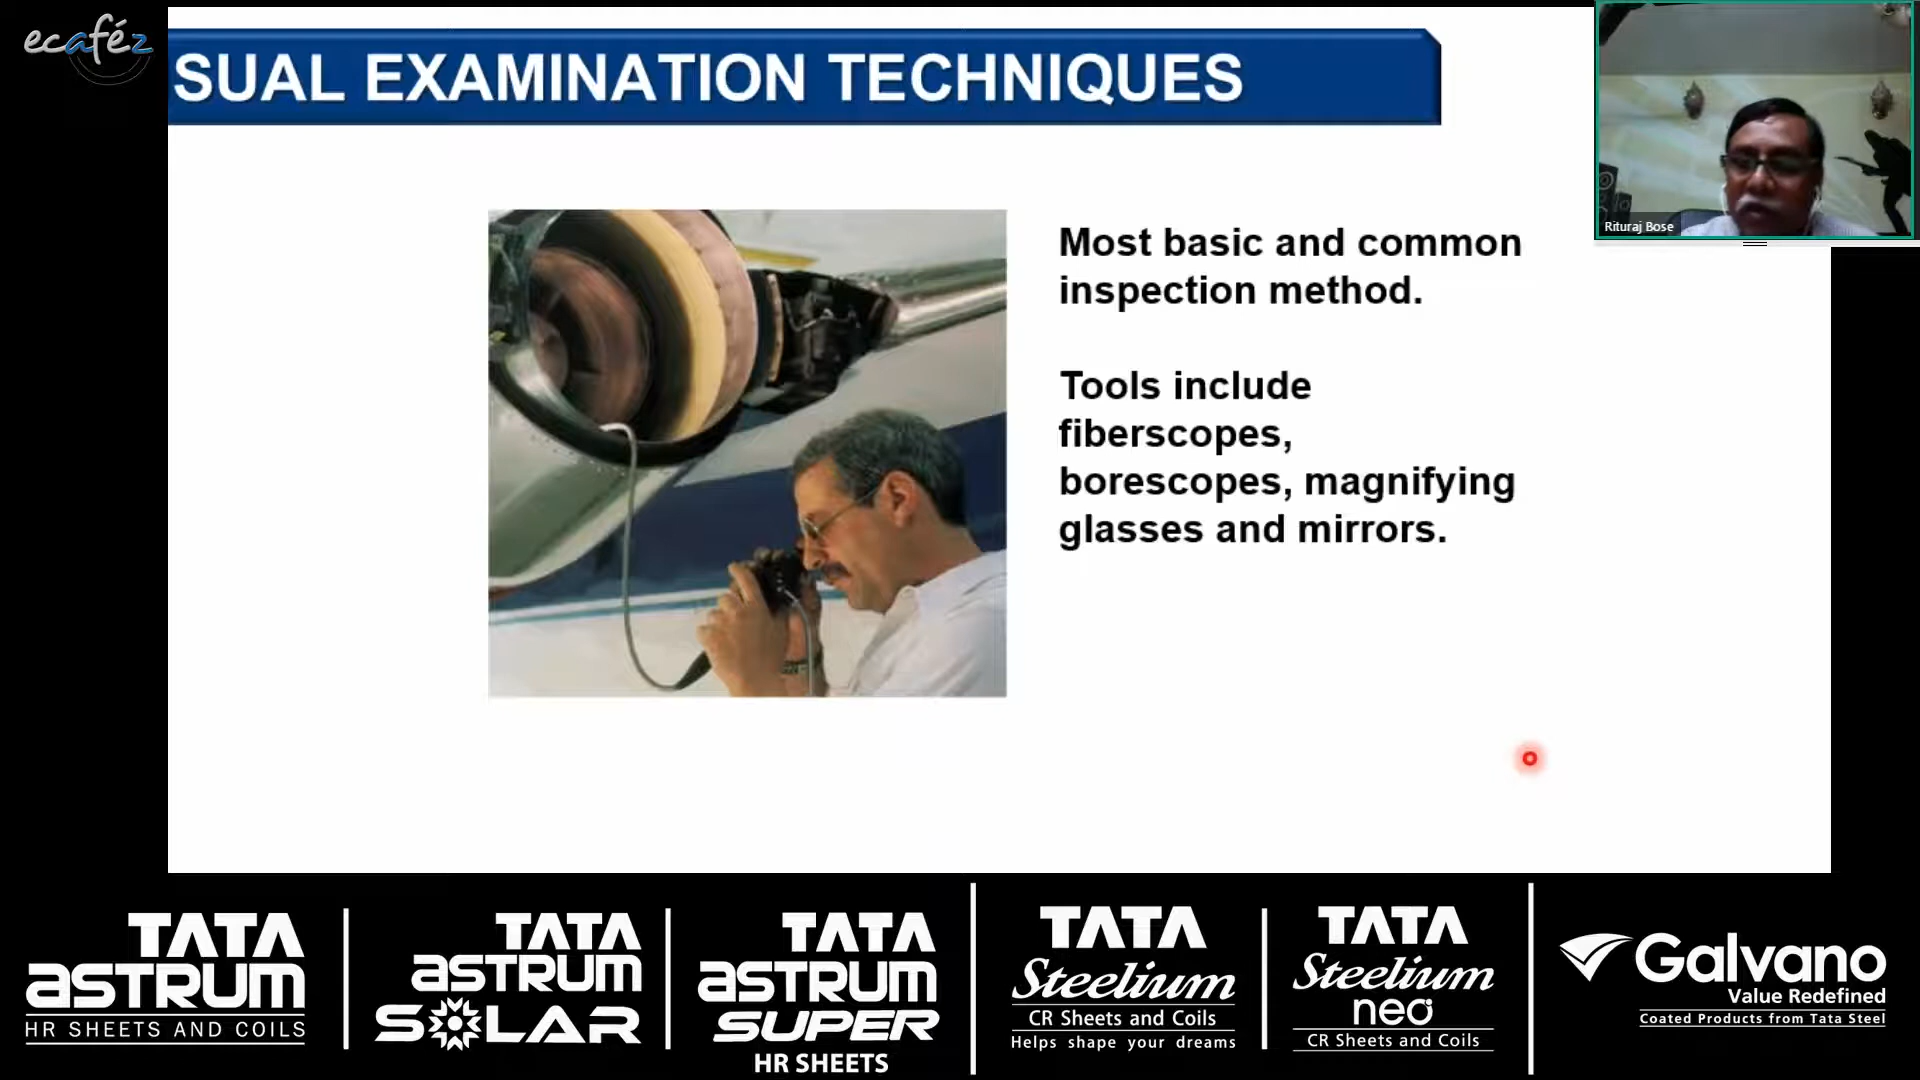 ecaféz
SUAL EXAMINATION TECHNIQUES
Rituraj Bose
Most basic and common
inspection method.
Tools include
fiberscopes,
borescopes, magnifying
glasses and mirrors.
TATA
ASTRUM
HR SHEETS AND COILS
TATA
ASTRUM
SOLAR
TATA
ASTRUM
SUPER
HR SHEETS
TATA
Steelium
CR Sheets and Coils
Helps shape your dreams
TATA
Steelium
neo
CR Sheets and Coils
Galvano
Value Redefined
Coated Products from Tata Steel